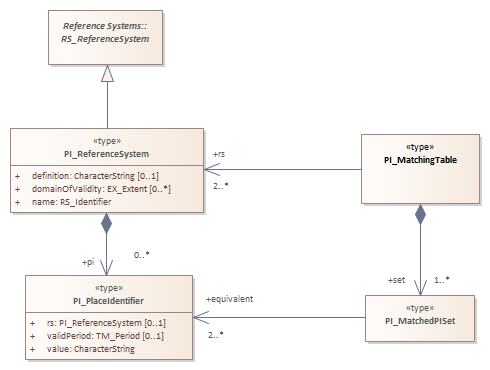 Reference Systems::
RS_ReferenceSystem
«type»
PI_ReferenceSystem
+ definition: CharacterString [0..1]
+ domainOfValidity: EX_Extent [0..*]
+ name: RS_Identifier
+rs
2..*
«type»
PI_MatchingTable
+pi
0..*
+set
1..*
«type»
PI_PlaceIdentifier
+ rs: PI_ReferenceSystem [0..1]
+ validPeriod: TM_Period [0..1]
+ value: CharacterString
+equivalent
2..*
«type»
PI_MatchedPISet